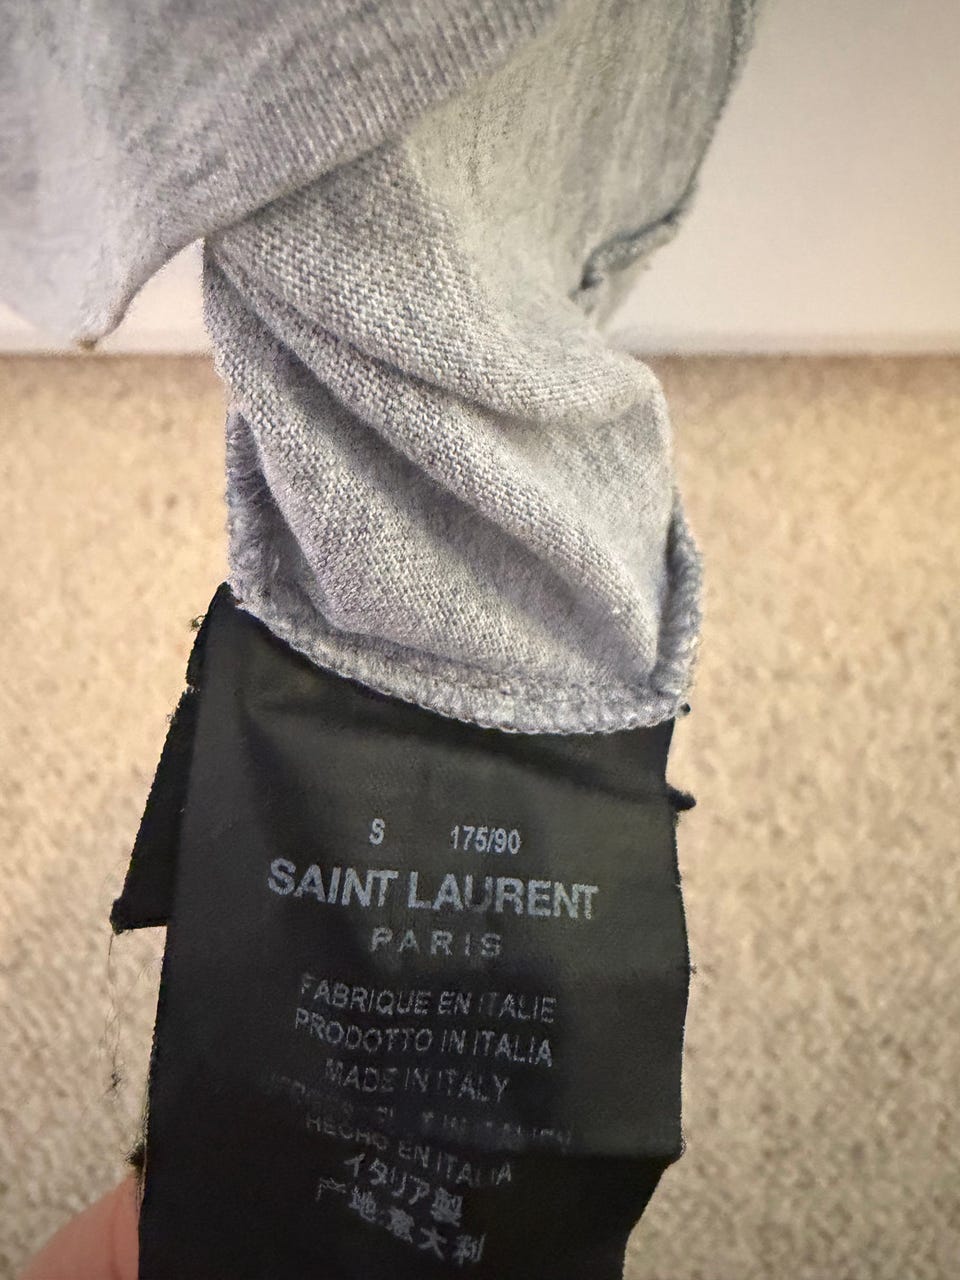 S 175/90
SAINT LAURENT
PARIS
FABRIQUE EN ITALIE
PRODOTTO IN ITALIA
MADE IN ITALY
HECHO EN ITALIA
イタリア製
产地意大利